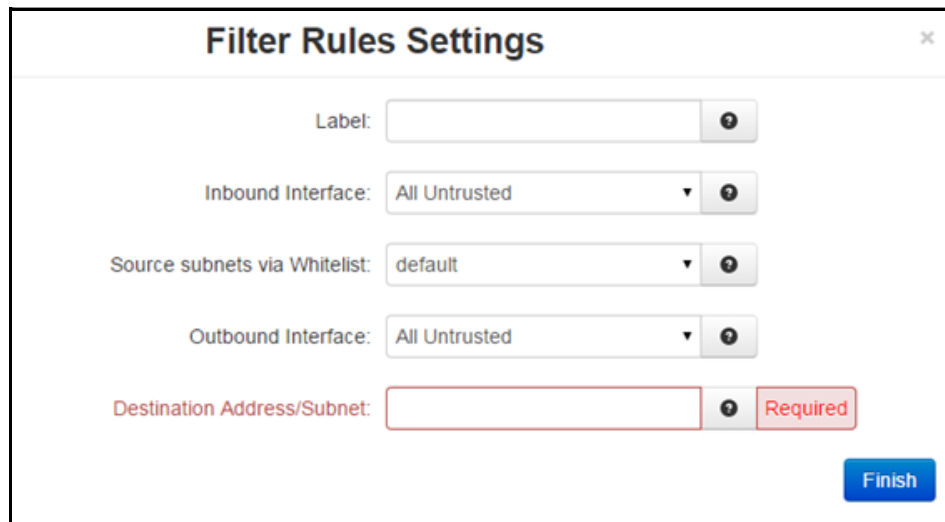 Filter Rules Settings ×
Label:
Inbound Interface: All Untrusted
Source subnets via Whitelist: default
Outbound Interface: All Untrusted
Destination Address/Subnet: Required
Finish